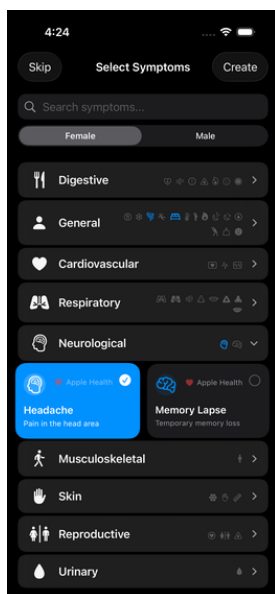 4:24
Skip
Select Symptoms
Create
Search symptoms...
Female
Male
Digestive
General
Cardiovascular
Respiratory
Neurological
Apple Health
Apple Health
Headache
Memory Lapse
Pain in the head area
Temporary memory loss
Musculoskeletal
Skin
Reproductive
Urinary